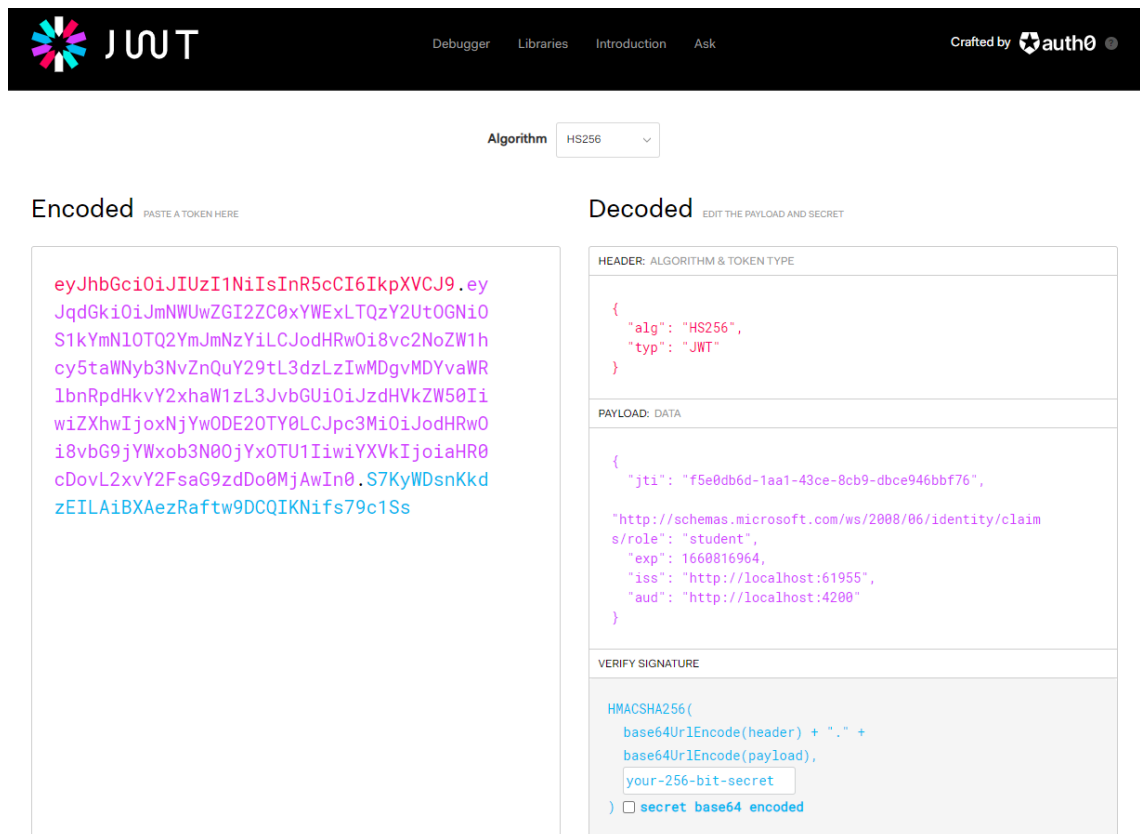 JWT
Debugger Libraries Introduction Ask
Crafted by auth0 ?
Algorithm HS256
Encoded PASTE A TOKEN HERE
eyJhbGciOiJIUzI1NiIsInR5cCI6IkpXVCJ9.ey
JqdGkiOiJmNWUwZGI2ZC0xYWExLTQzY2UtOGNiO
S1kYmNlOTQ2YmJmNzYiLCJodHRwOi8vc2NoZW1h
cy5taWNyb3NvZnQuY29tL3dzLzIwMDgvMDYvaWR
lbnRpdHkvY2xhaW1zL3JvbGUiOiJzdHVkZW50Ii
wiZXhwIjoxNjYwODE2OTY0LCJpc3MiOiJodHRwO
i8vbG9jYWxob3N0OjYxOTU1IiwiYXVkIjoiaHR0
cDovL2xvY2FsaG9zdDo0MjAwIn0.S7KyWDsnKkd
zEILAiBXAezRaftw9DCQIKNifs79c1Ss
Decoded EDIT THE PAYLOAD AND SECRET
HEADER: ALGORITHM & TOKEN TYPE
{
"alg": "HS256",
"typ": "JWT"
}
PAYLOAD: DATA
{
"jti": "f5e0db6d-1aa1-43ce-8cb9-dbce946bbf76",
"http://schemas.microsoft.com/ws/2008/06/identity/claim
s/role": "student",
"exp": 1660816964,
"iss": "http://localhost:61955",
"aud": "http://localhost:4200"
}
VERIFY SIGNATURE
HMACSHA256(
base64UrlEncode(header) + "." +
base64UrlEncode(payload),
your-256-bit-secret
) secret base64 encoded